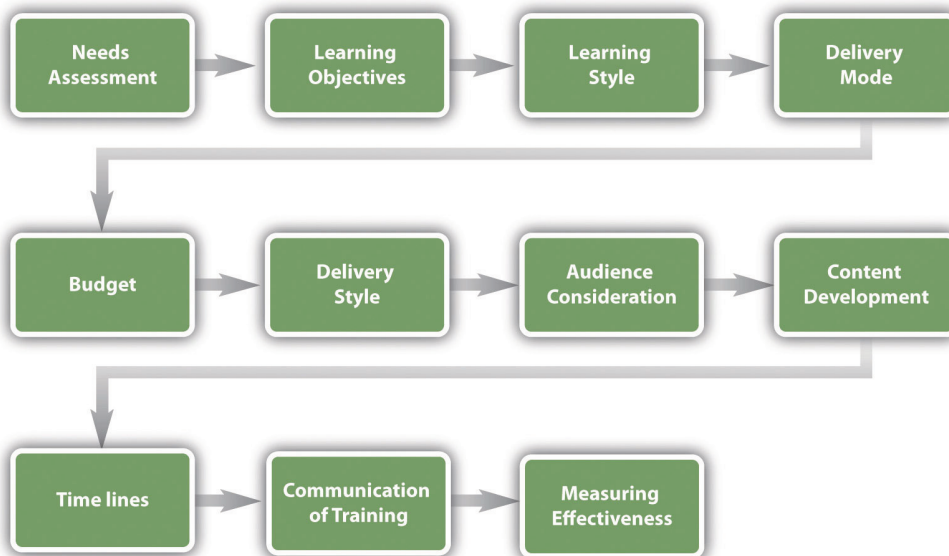 Needs
Assessment
Learning
Objectives
Learning
Style
Delivery
Mode
Budget
Delivery
Style
Audience
Consideration
Content
Development
Time lines
Communication
of Training
Measuring
Effectiveness